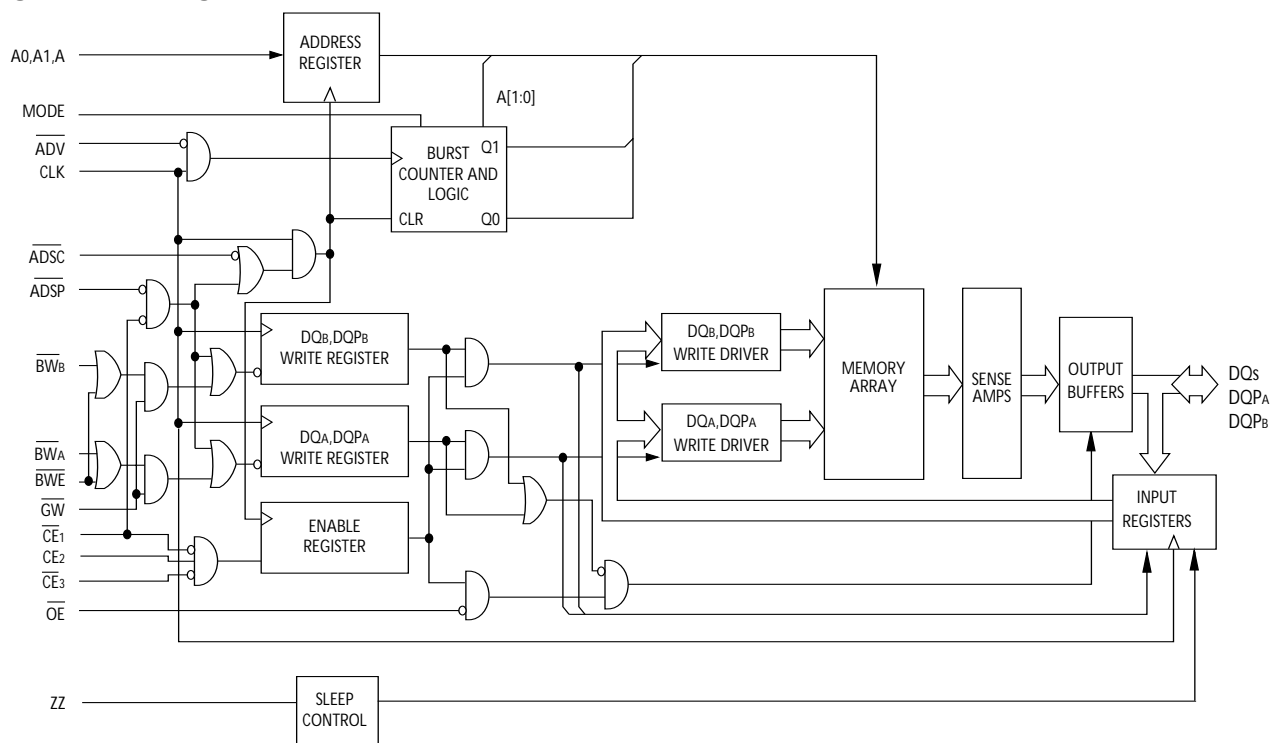 A0,A1,A
ADDRESS
REGISTER
MODE
A[1:0]
ADV
CLK
BURST
COUNTER AND
LOGIC
Q1
CLR
Q0
ADSC
ADSP
DQB,DQPB
WRITE REGISTER
DQB,DQPB
WRITE DRIVER
MEMORY
ARRAY
SENSE
AMPS
OUTPUT
BUFFERS
DQs
DQPA
DQPB
BWB
DQA,DQPA
WRITE REGISTER
DQA,DQPA
WRITE DRIVER
BWA
BWE
GW
CE1
CE2
CE3
ENABLE
REGISTER
INPUT
REGISTERS
OE
ZZ
SLEEP
CONTROL